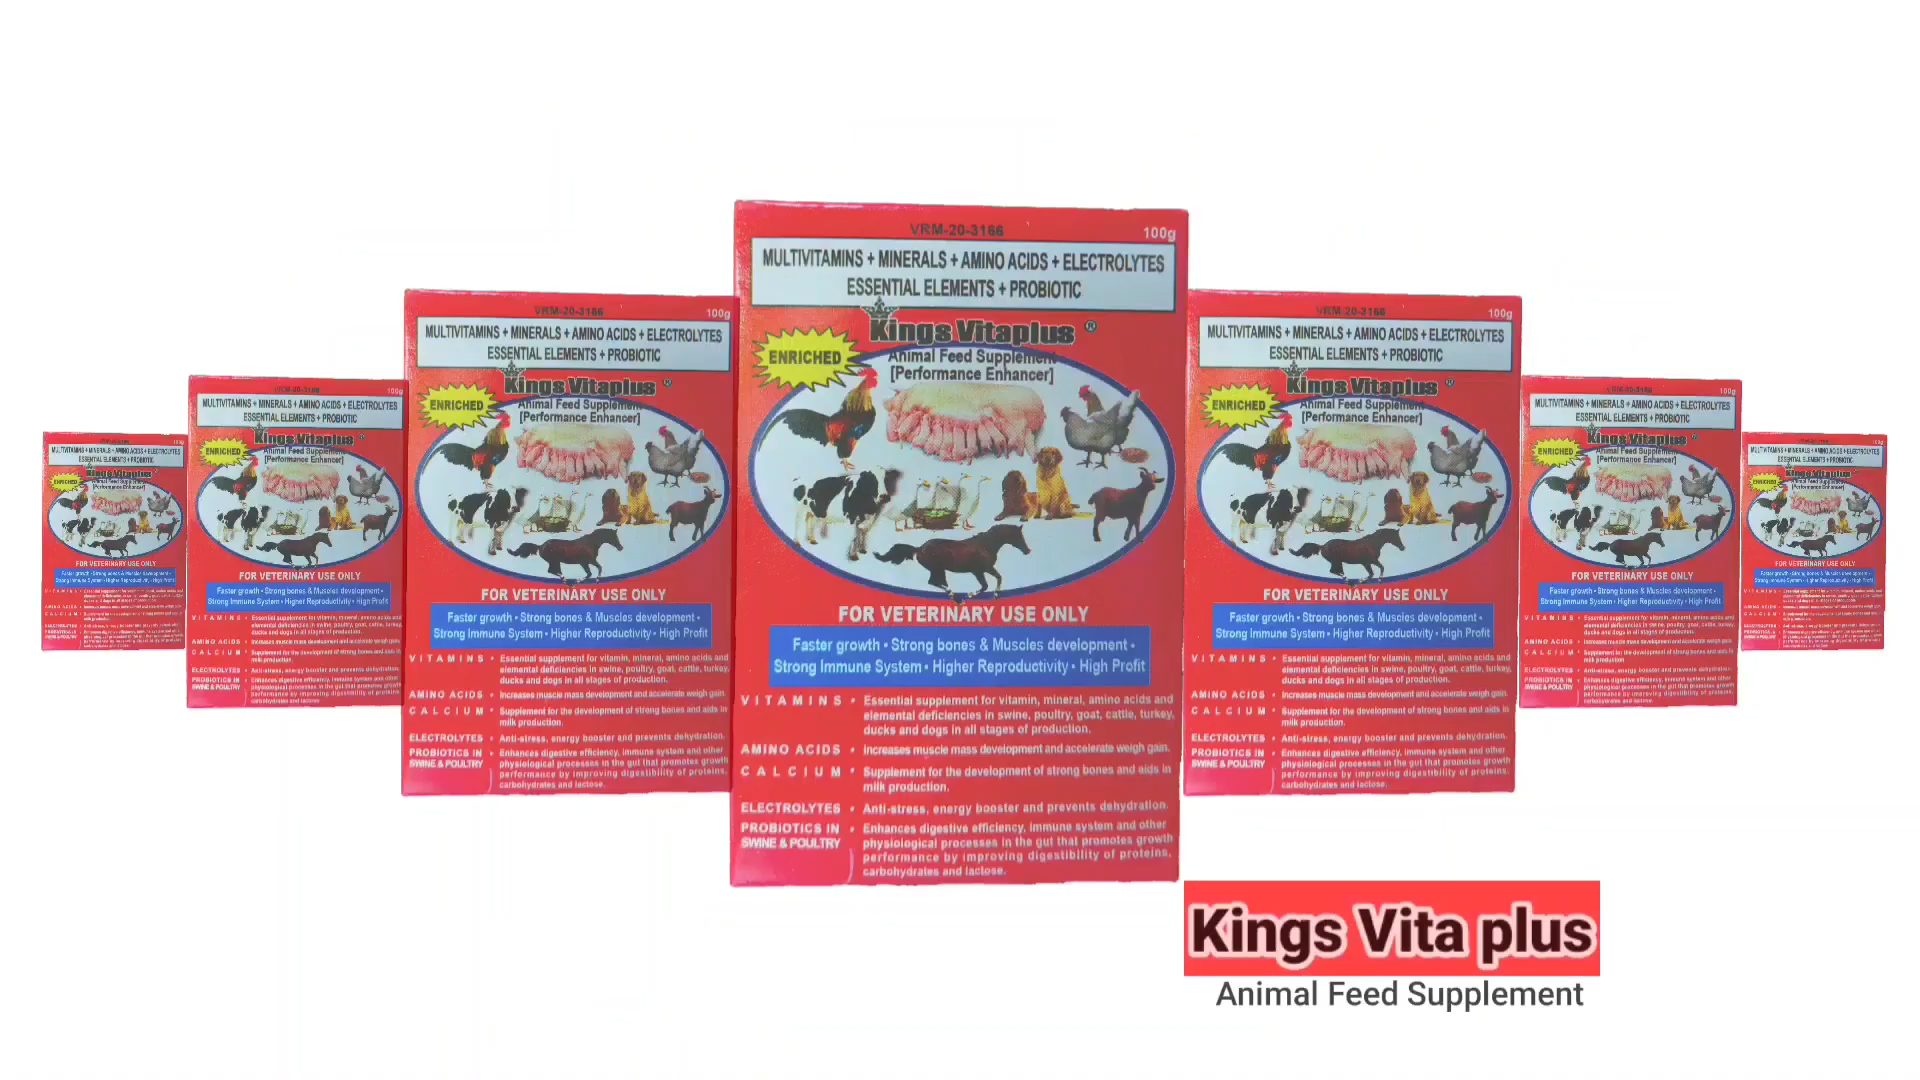 VRM-20-3166 100g
MULTIVITAMINS + MINERALS + AMINO ACIDS + ELECTROLYTES
ESSENTIAL ELEMENTS + PROBIOTIC
Kings Vitaplus ®
ENRICHED
Animal Feed Supplement
[Performance Enhancer]
FOR VETERINARY USE ONLY
Faster growth • Strong bones & Muscles development •
Strong Immune System • Higher Reproductivity • High Profit
VITAMINS • Essential supplement for vitamin, mineral, amino acids and
elemental deficiencies in swine, poultry, goat, cattle, turkey,
ducks and dogs in all stages of production.
AMINO ACIDS • Increases muscle mass development and accelerate weigh gain.
CALCIUM • Supplement for the development of strong bones and aids in
milk production.
ELECTROLYTES • Anti-stress, energy booster and prevents dehydration.
PROBIOTICS IN • Enhances digestive efficiency, immune system and other
SWINE & POULTRY physiological processes in the gut that promotes growth
performance by improving digestibility of proteins,
carbohydrates and lactose.
Kings Vita plus
Animal Feed Supplement